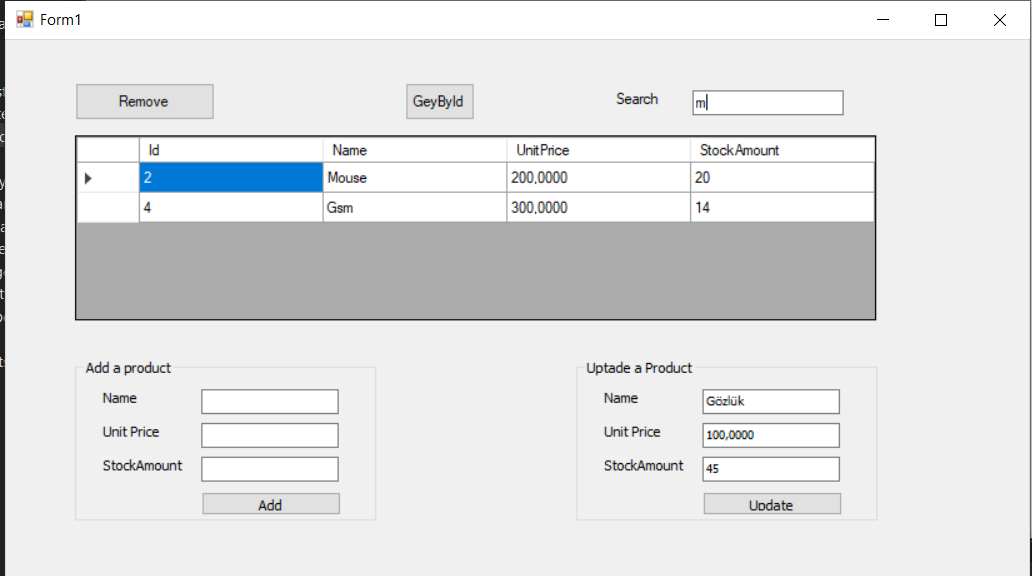 Form1
Remove GeyById Search m
Id Name UnitPrice StockAmount
2 Mouse 200,0000 20
4 Gsm 300,0000 14
Add a product Uptade a Product
Name Name Gözlük
Unit Price Unit Price 100,0000
StockAmount StockAmount 45
Add Update